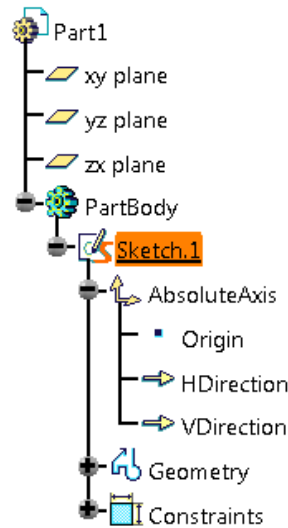 Part1
xy plane
yz plane
zx plane
PartBody
Sketch.1
AbsoluteAxis
Origin
HDirection
VDirection
Geometry
Constraints